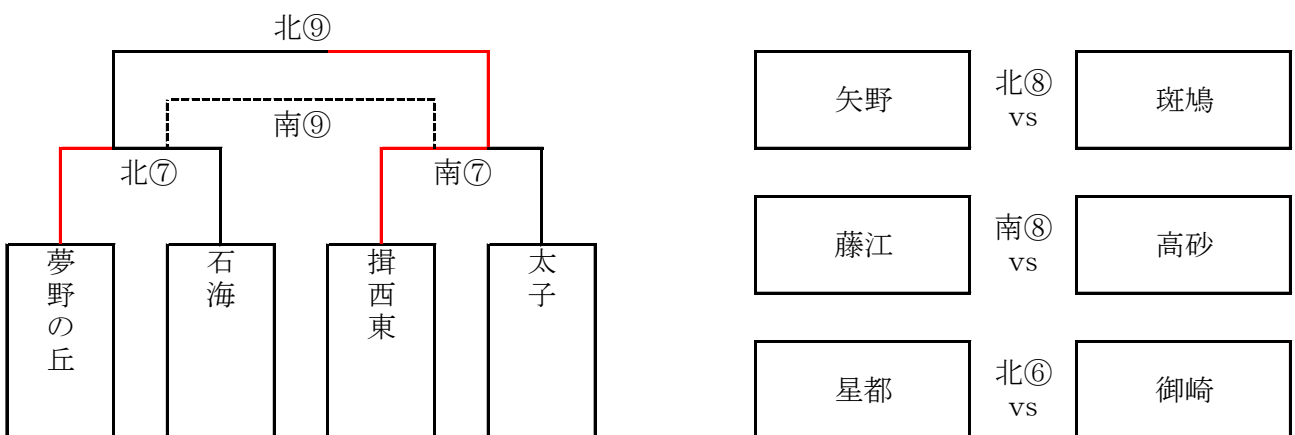 北⑨
南⑨
北⑦
南⑦
夢野の丘
石海
揖西東
太子
矢野
北⑧
vs
斑鳩
藤江
南⑧
vs
高砂
星都
北⑥
vs
御崎